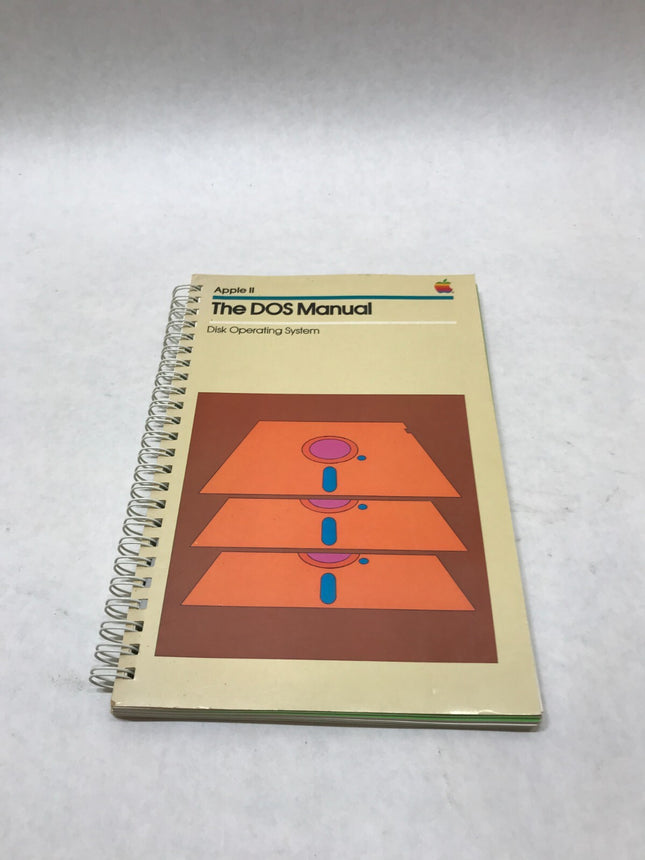 Apple II
The DOS Manual
Disk Operating System